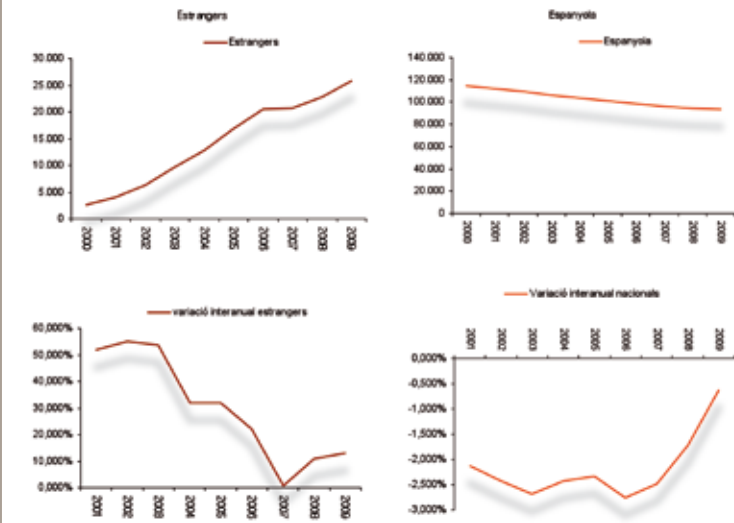 Estrangers
Estrangers
30.000
25.000
20.000
15.000
10.000
5.000
0
2000 2001 2002 2003 2004 2005 2006 2007 2008 2009
Espanyols
Espanyols
140.000
120.000
100.000
80.000
60.000
40.000
20.000
0
2000 2001 2002 2003 2004 2005 2006 2007 2008 2009
variació interanual estrangers
60,000%
50,000%
40,000%
30,000%
20,000%
10,000%
0,000%
2001 2002 2003 2004 2005 2006 2007 2008 2009
Variació interanual nacionals
2001 2002 2003 2004 2005 2006 2007 2008 2009
0,000%
-0,500%
-1,000%
-1,500%
-2,000%
-2,500%
-3,000%